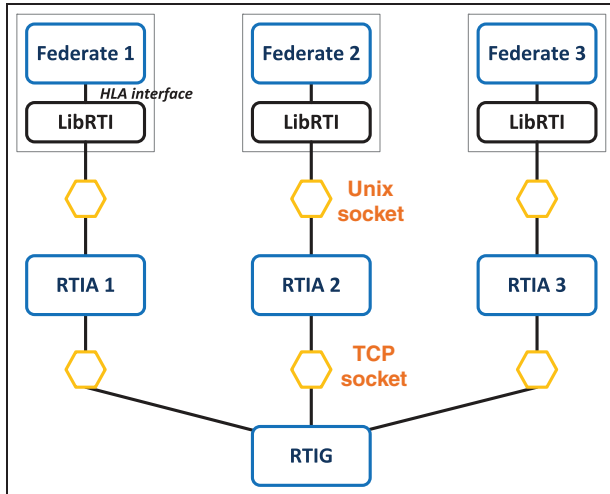 Federate 1
Federate 2
Federate 3
HLA interface
LibRTI
LibRTI
LibRTI
Unix
socket
RTIA 1
RTIA 2
RTIA 3
TCP
socket
RTIG